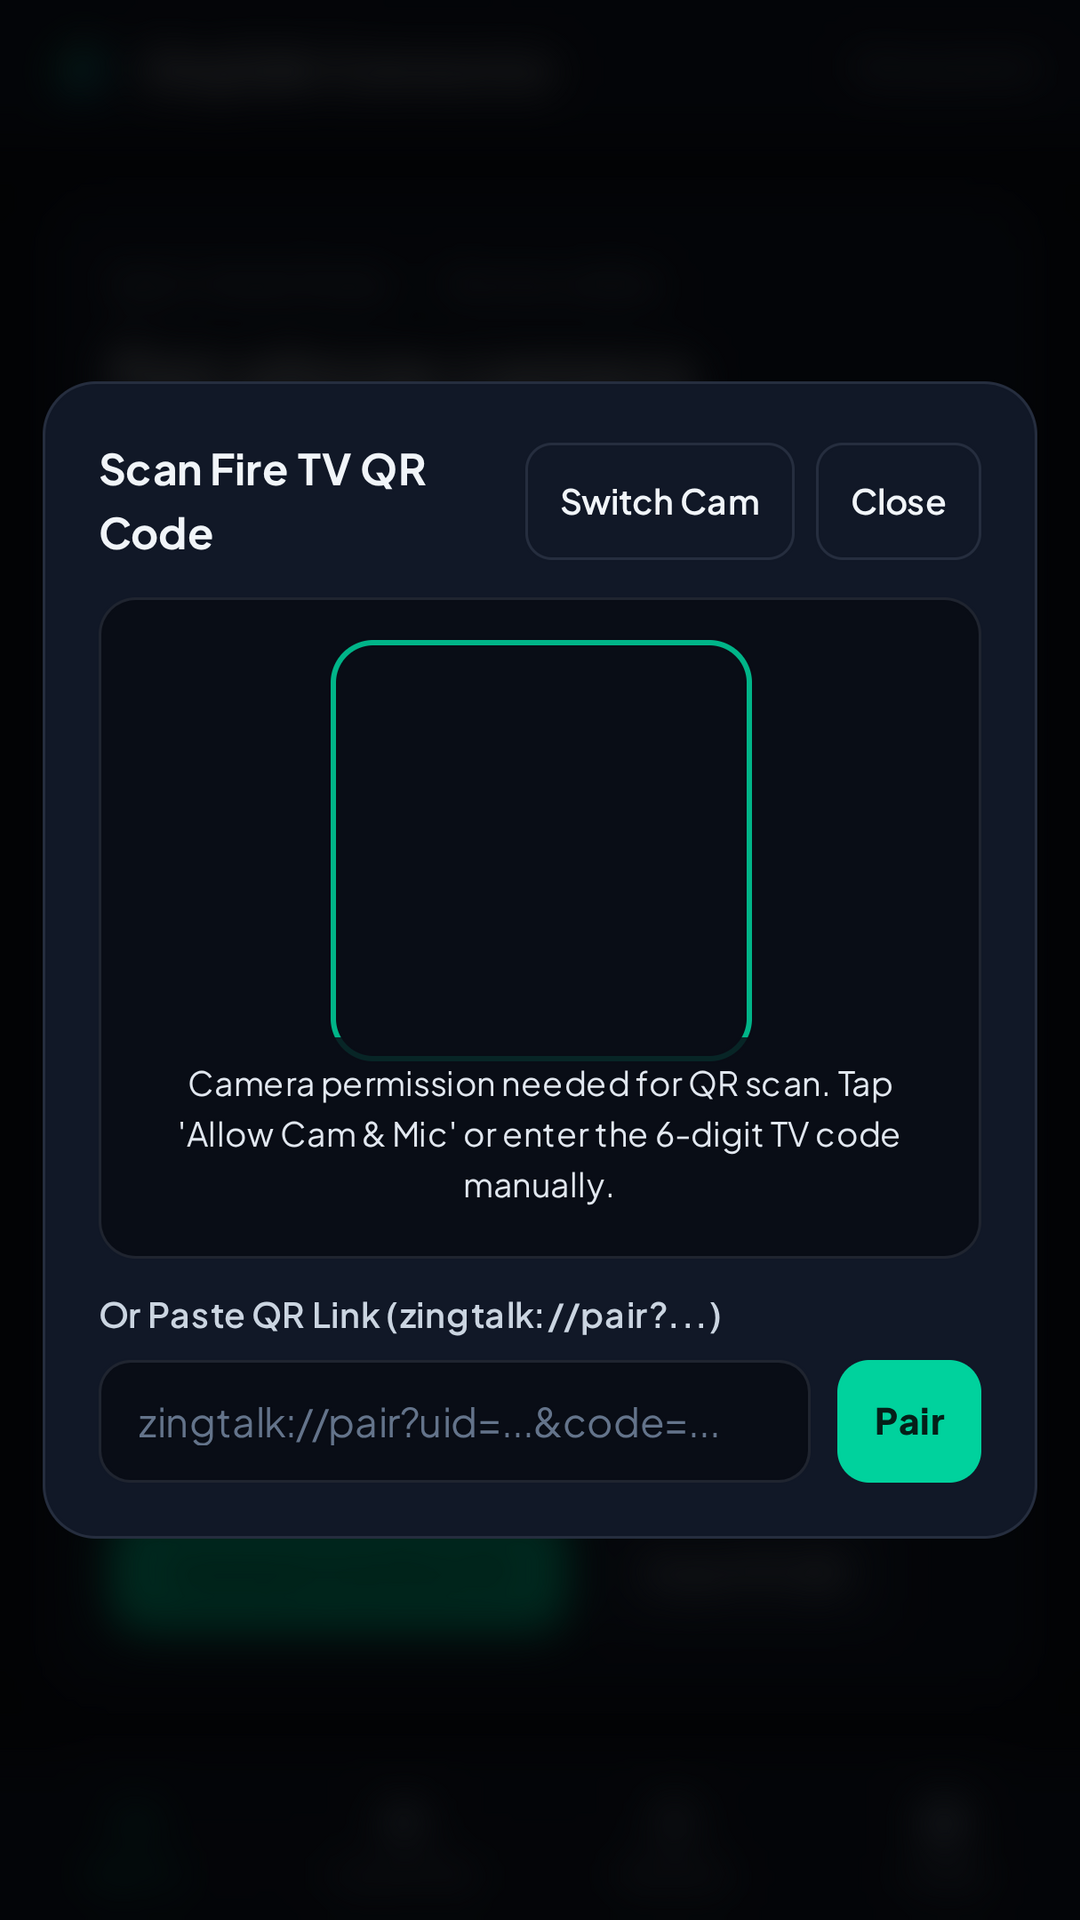 Scan Fire TV QR
Code
Switch Cam
Close
Camera permission needed for QR scan. Tap
'Allow Cam & Mic' or enter the 6-digit TV code
manually.
Or Paste QR Link (zingtalk://pair?...)
zingtalk://pair?uid=...&code=...
Pair